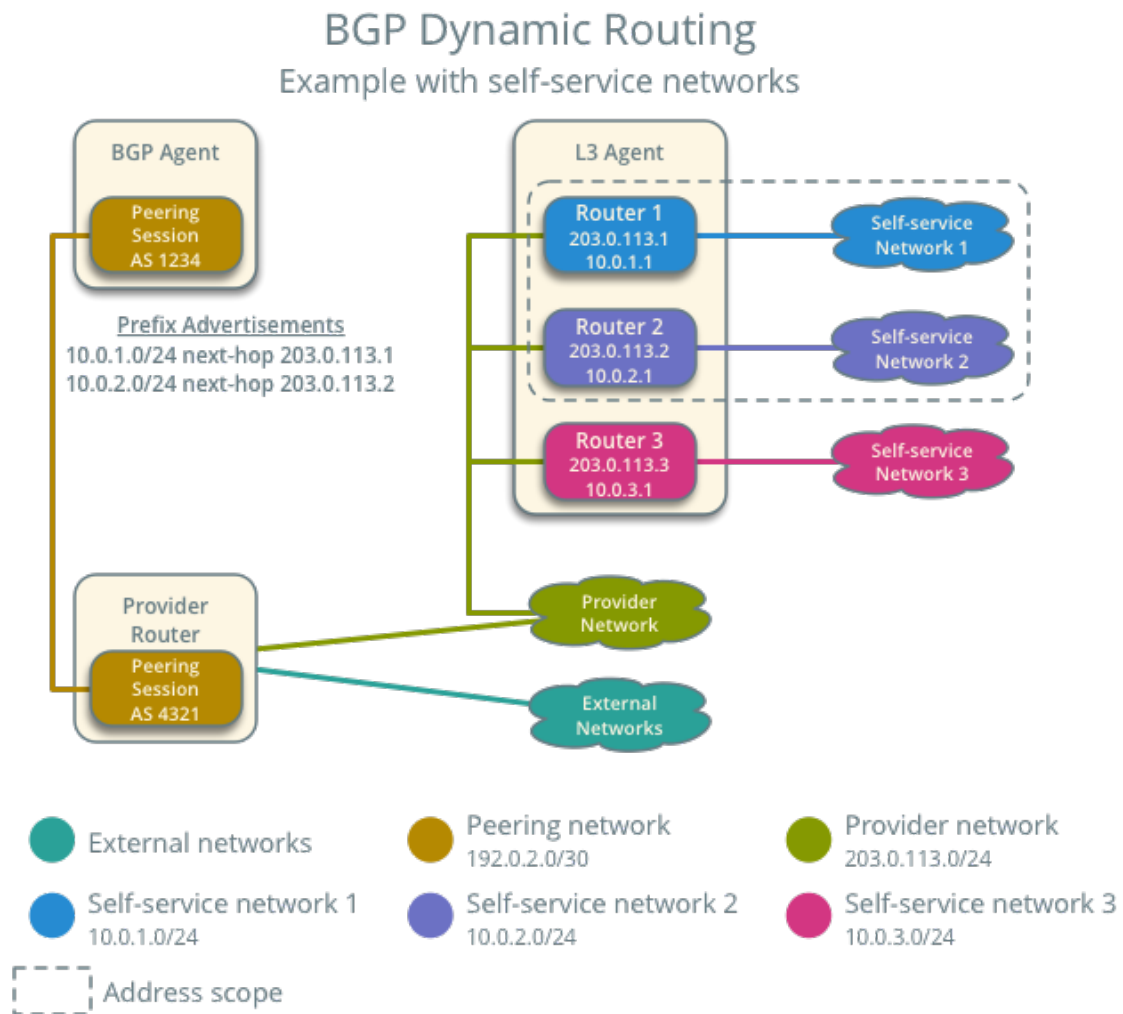 BGP Dynamic Routing
Example with self-service networks
BGP Agent
Peering
Session
AS 1234
Prefix Advertisements
10.0.1.0/24 next-hop 203.0.113.1
10.0.2.0/24 next-hop 203.0.113.2
L3 Agent
Router 1
203.0.113.1
10.0.1.1
Self-service
Network 1
Router 2
203.0.113.2
10.0.2.1
Self-service
Network 2
Router 3
203.0.113.3
10.0.3.1
Self-service
Network 3
Provider
Router
Peering
Session
AS 4321
Provider
Network
External
Networks
External networks
Peering network
192.0.2.0/30
Provider network
203.0.113.0/24
Self-service network 1
10.0.1.0/24
Self-service network 2
10.0.2.0/24
Self-service network 3
10.0.3.0/24
Address scope